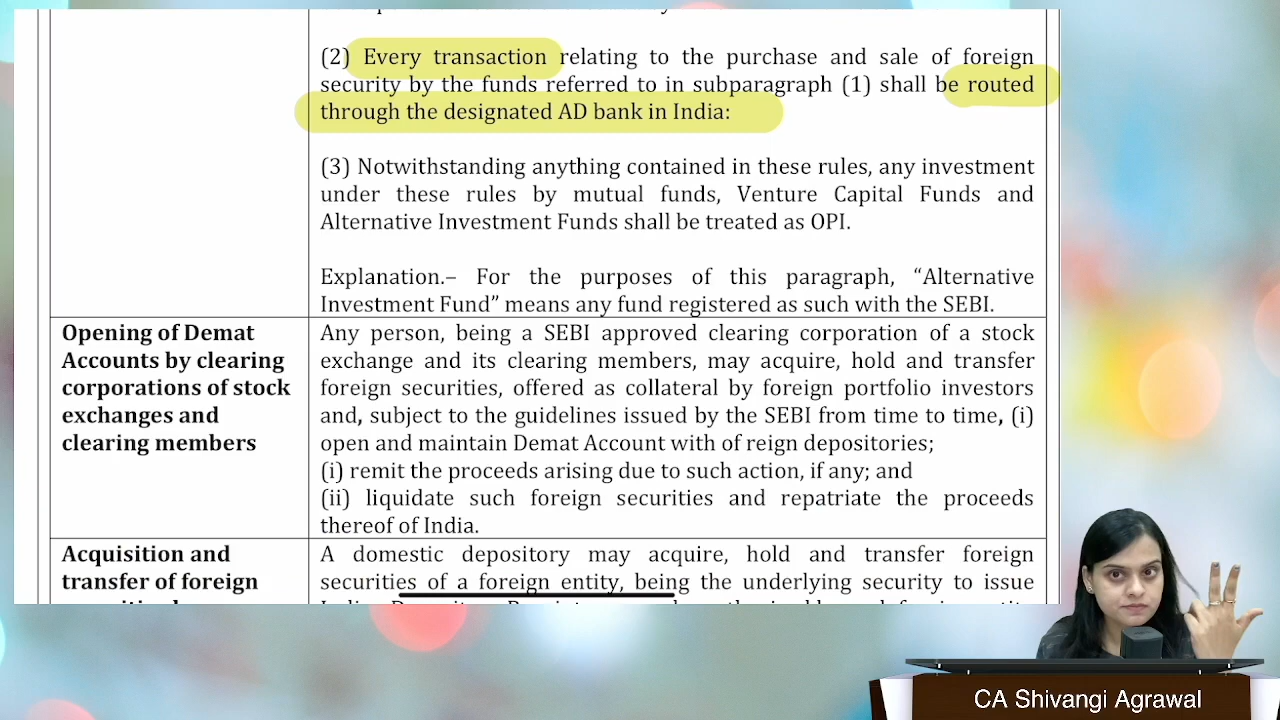 (2) Every transaction relating to the purchase and sale of foreign
security by the funds referred to in subparagraph (1) shall be routed
through the designated AD bank in India:
(3) Notwithstanding anything contained in these rules, any investment
under these rules by mutual funds, Venture Capital Funds and
Alternative Investment Funds shall be treated as OPI.
Explanation.– For the purposes of this paragraph, “Alternative
Investment Fund” means any fund registered as such with the SEBI.
Opening of Demat
Accounts by clearing
corporations of stock
exchanges and
clearing members
Any person, being a SEBI approved clearing corporation of a stock
exchange and its clearing members, may acquire, hold and transfer
foreign securities, offered as collateral by foreign portfolio investors
and, subject to the guidelines issued by the SEBI from time to time, (i)
open and maintain Demat Account with of reign depositories;
(i) remit the proceeds arising due to such action, if any; and
(ii) liquidate such foreign securities and repatriate the proceeds
thereof of India.
Acquisition and
transfer of foreign
A domestic depository may acquire, hold and transfer foreign
securities of a foreign entity, being the underlying security to issue
CA Shivangi Agrawal